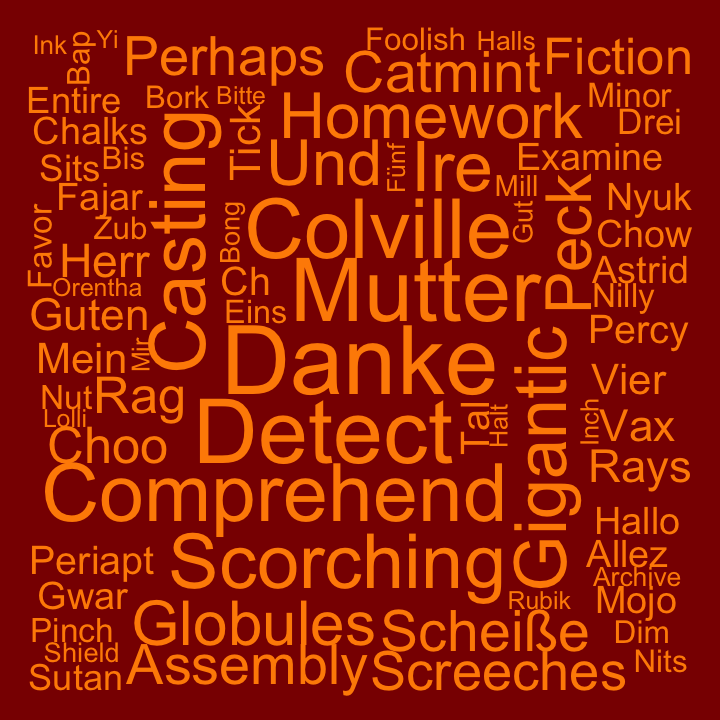 Ink
Bap
Yi
Perhaps
Foolish
Halls
Catmint
Fiction
Entire
Bork
Bitte
Homework
Minor
Drei
Chalks
Casting
Tick
Und
Fünf
Ire
Examine
Sits
Bis
Mill
Peck
Nyuk
Fajar
Favor
Zub
Bong
Colville
Gut
Chow
Herr
Orentha
Ch
Mutter
Astrid
Nilly
Guten
Eins
Percy
Mein
Mir
Danke
Gigantic
Vier
Nut
Rag
Lolli
Choo
Detect
Tal
Halt
Inch
Vax
Rays
Comprehend
Hallo
Periapt
Scorching
Allez
Archive
Gwar
Rubik
Mojo
Pinch
Globules
Scheiße
Dim
Shield
Sutan
Assembly
Screeches
Nits